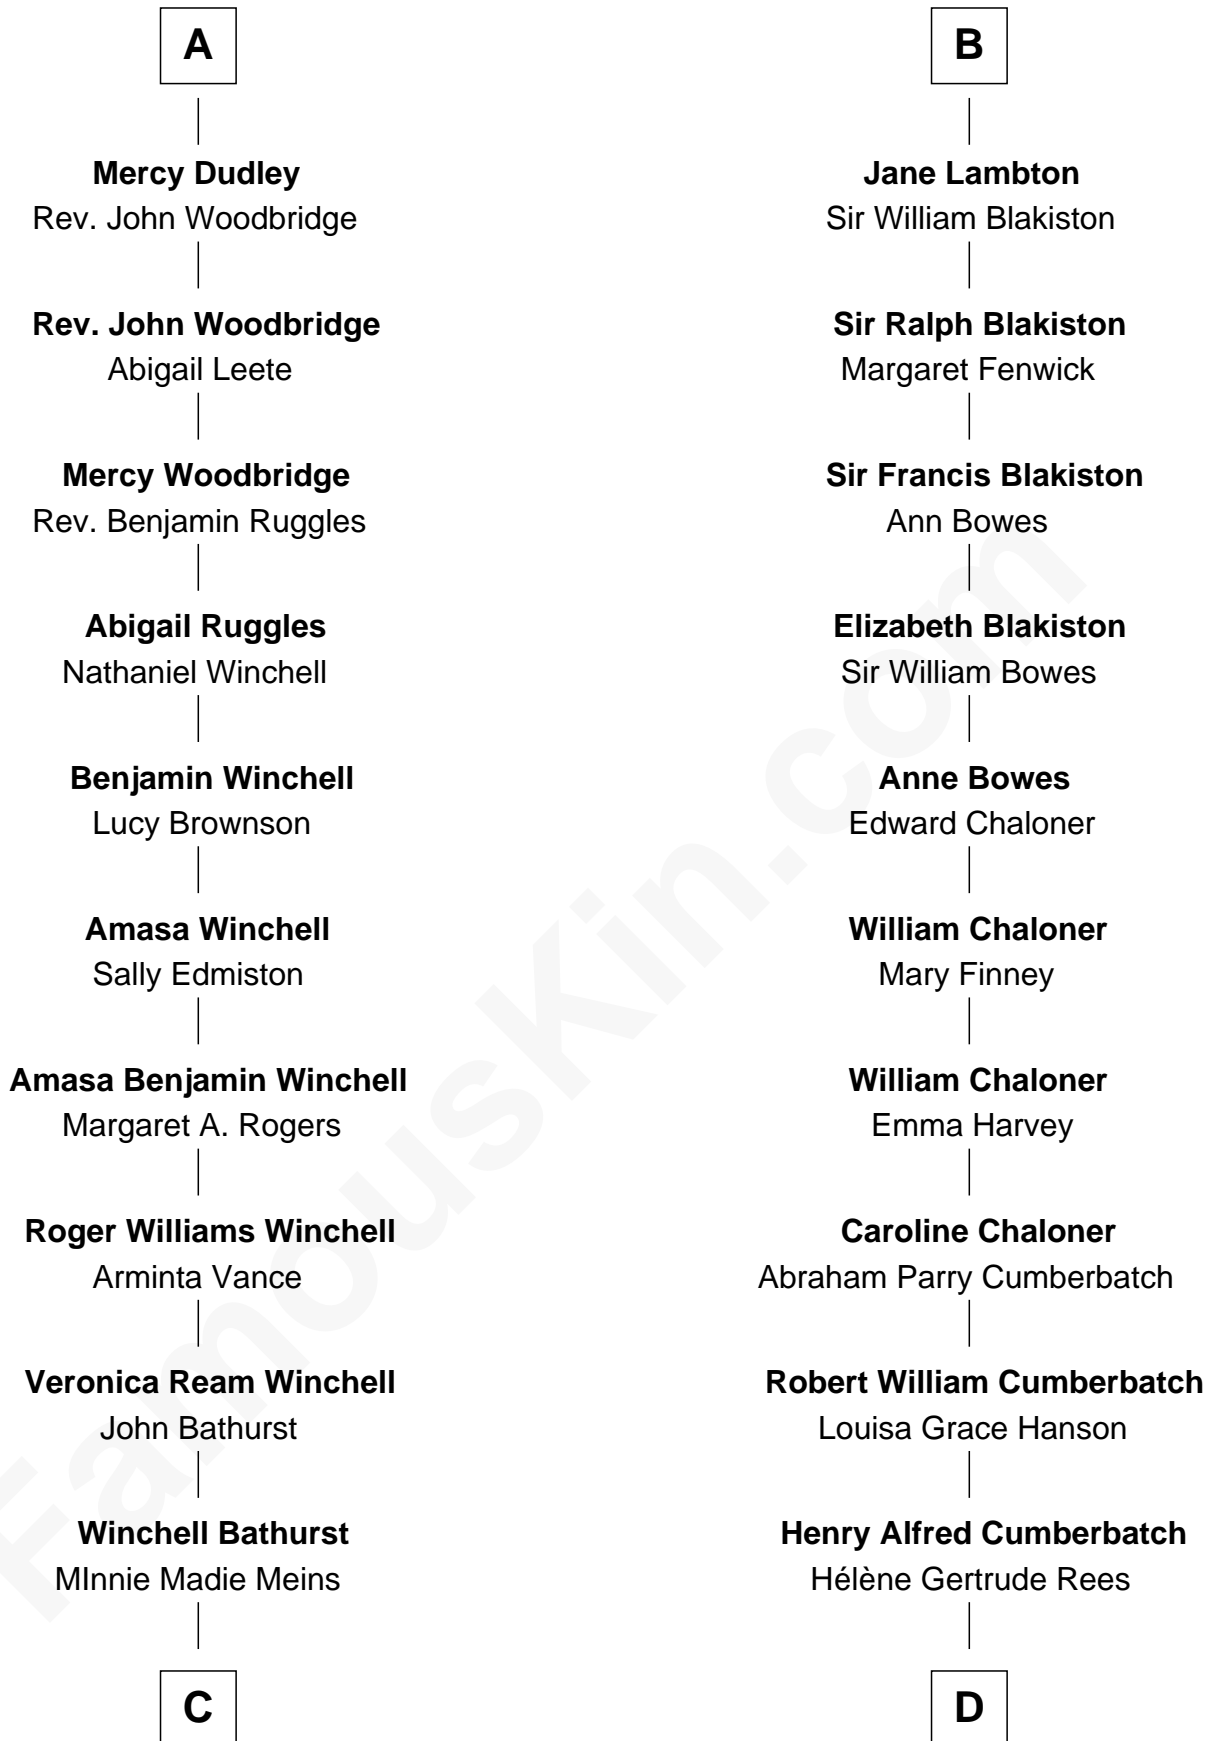 A
Mercy Dudley
Rev. John Woodbridge
Rev. John Woodbridge
Abigail Leete
Mercy Woodbridge
Rev. Benjamin Ruggles
Abigail Ruggles
Nathaniel Winchell
Benjamin Winchell
Lucy Brownson
Amasa Winchell
Sally Edmiston
Amasa Benjamin Winchell
Margaret A. Rogers
Roger Williams Winchell
Arminta Vance
Veronica Ream Winchell
John Bathurst
Winchell Bathurst
MInnie Madie Meins
C
B
Jane Lambton
Sir William Blakiston
Sir Ralph Blakiston
Margaret Fenwick
Sir Francis Blakiston
Ann Bowes
Elizabeth Blakiston
Sir William Bowes
Anne Bowes
Edward Chaloner
William Chaloner
Mary Finney
William Chaloner
Emma Harvey
Caroline Chaloner
Abraham Parry Cumberbatch
Robert William Cumberbatch
Louisa Grace Hanson
Henry Alfred Cumberbatch
Hélène Gertrude Rees
D
FamousKin.com